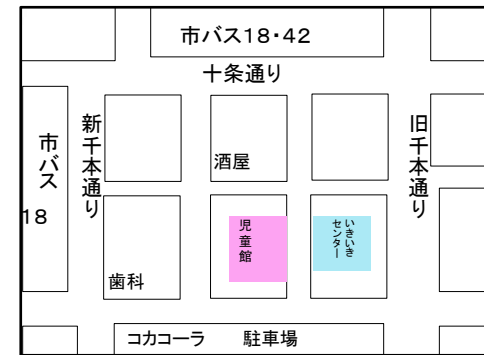 市バス18・42
十条通り
新千本通り
旧千本通り
市バス
18
酒屋
児童館
いきいき
センター
歯科
コカコーラ　駐車場